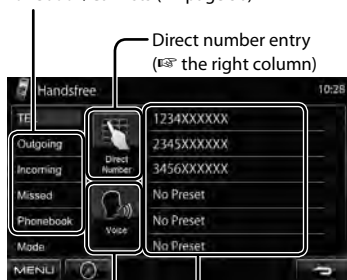 Direct number entry
(☞ the right column)
Handsfree 10:28
1234XXXXXX
Outgoing 2345XXXXXX
Incoming Direct Number 3456XXXXXX
Missed No Preset
Phonebook Voice No Preset
Mode No Preset
MENU